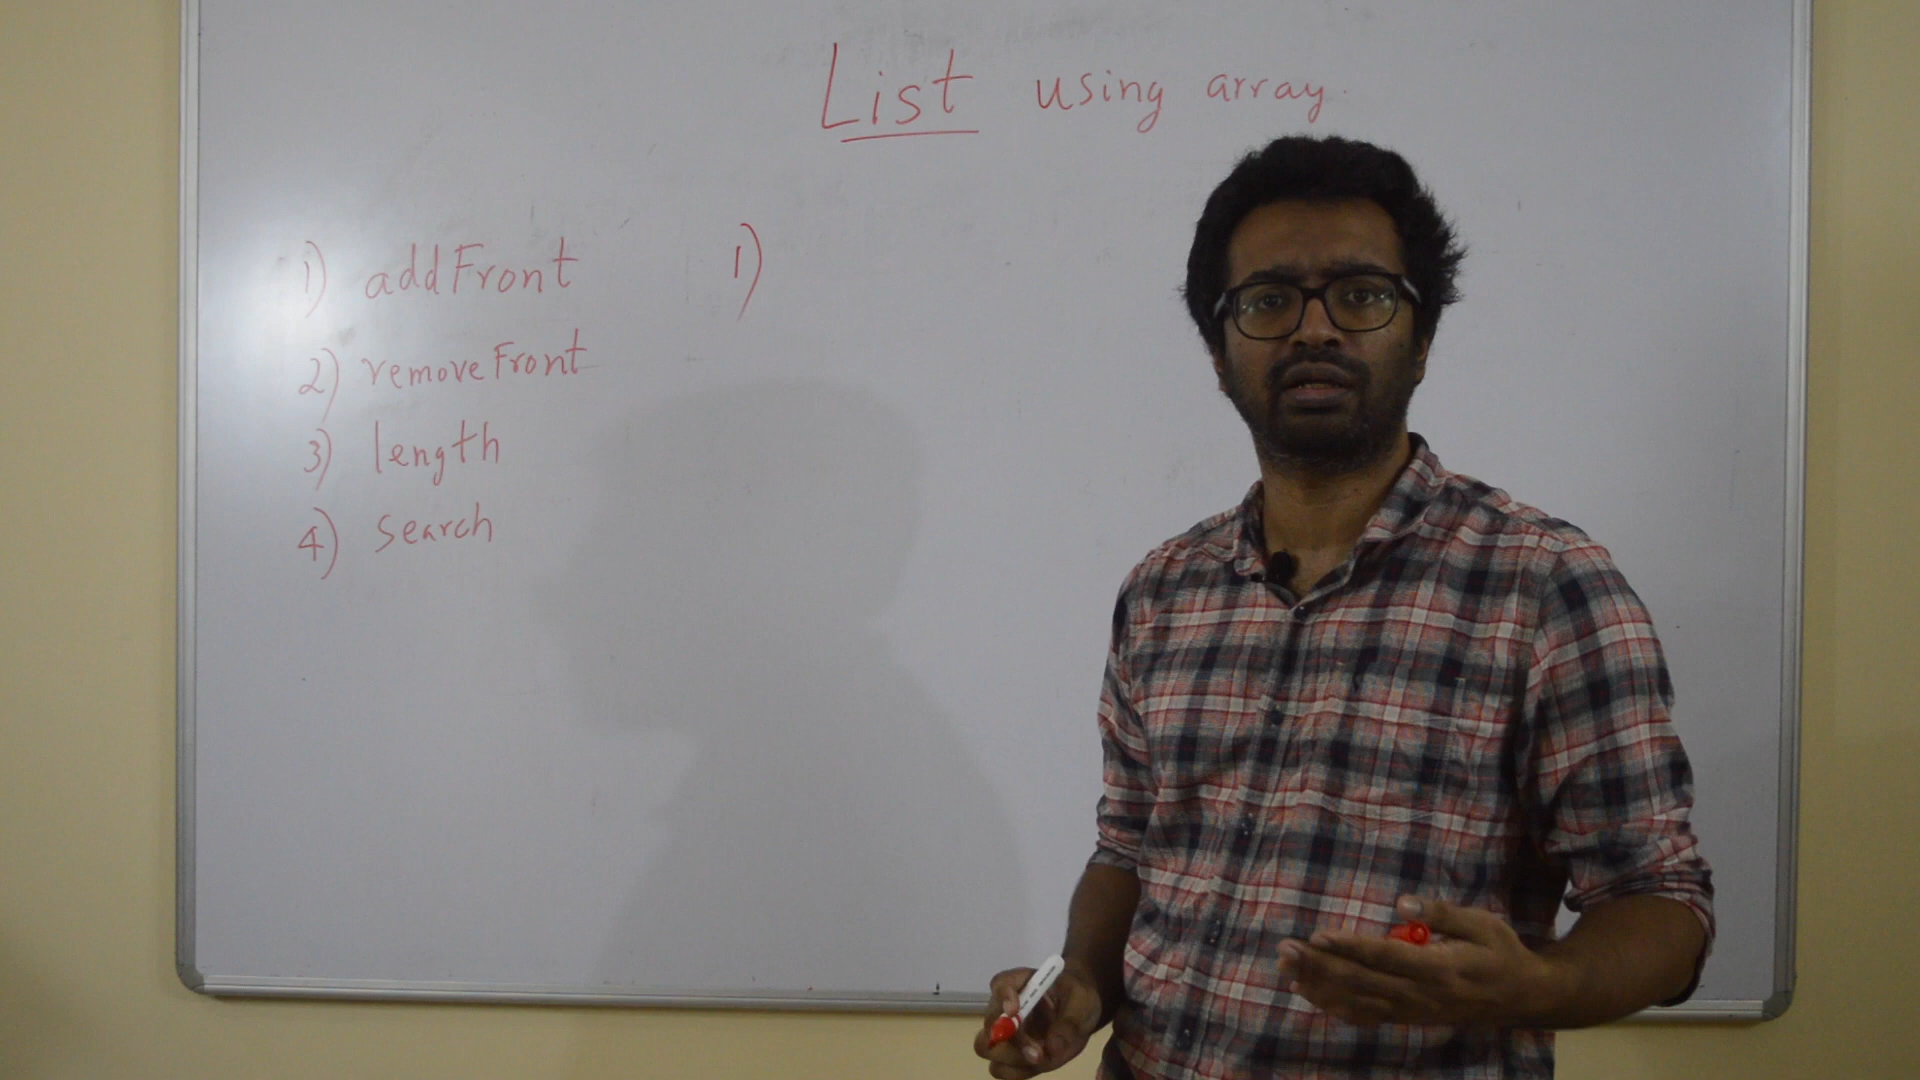 List using array.
1) addFront
2) removeFront
3) length
4) search
1)